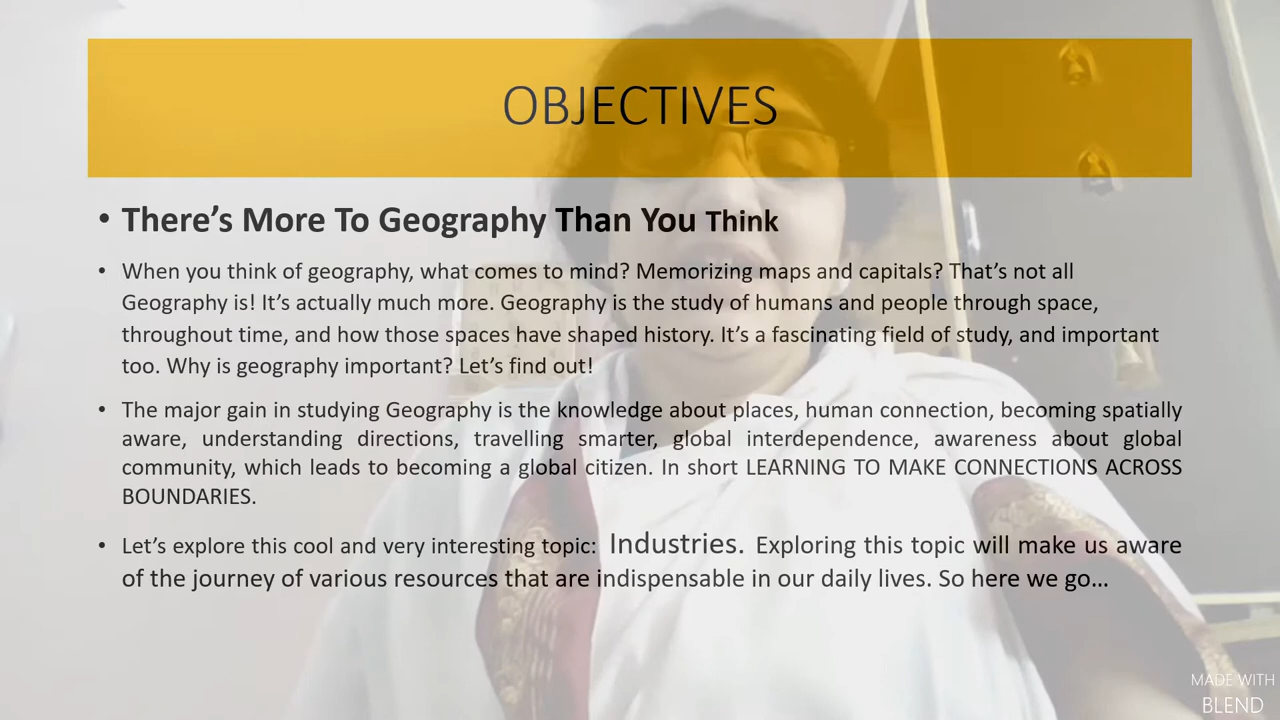 OBJECTIVES
• There’s More To Geography Than You Think
• When you think of geography, what comes to mind? Memorizing maps and capitals? That’s not all
Geography is! It’s actually much more. Geography is the study of humans and people through space,
throughout time, and how those spaces have shaped history. It’s a fascinating field of study, and important
too. Why is geography important? Let’s find out!
• The major gain in studying Geography is the knowledge about places, human connection, becoming spatially
aware, understanding directions, travelling smarter, global interdependence, awareness about global
community, which leads to becoming a global citizen. In short LEARNING TO MAKE CONNECTIONS ACROSS
BOUNDARIES.
• Let’s explore this cool and very interesting topic: Industries. Exploring this topic will make us aware
of the journey of various resources that are indispensable in our daily lives. So here we go…
MADE WITH
BLEND